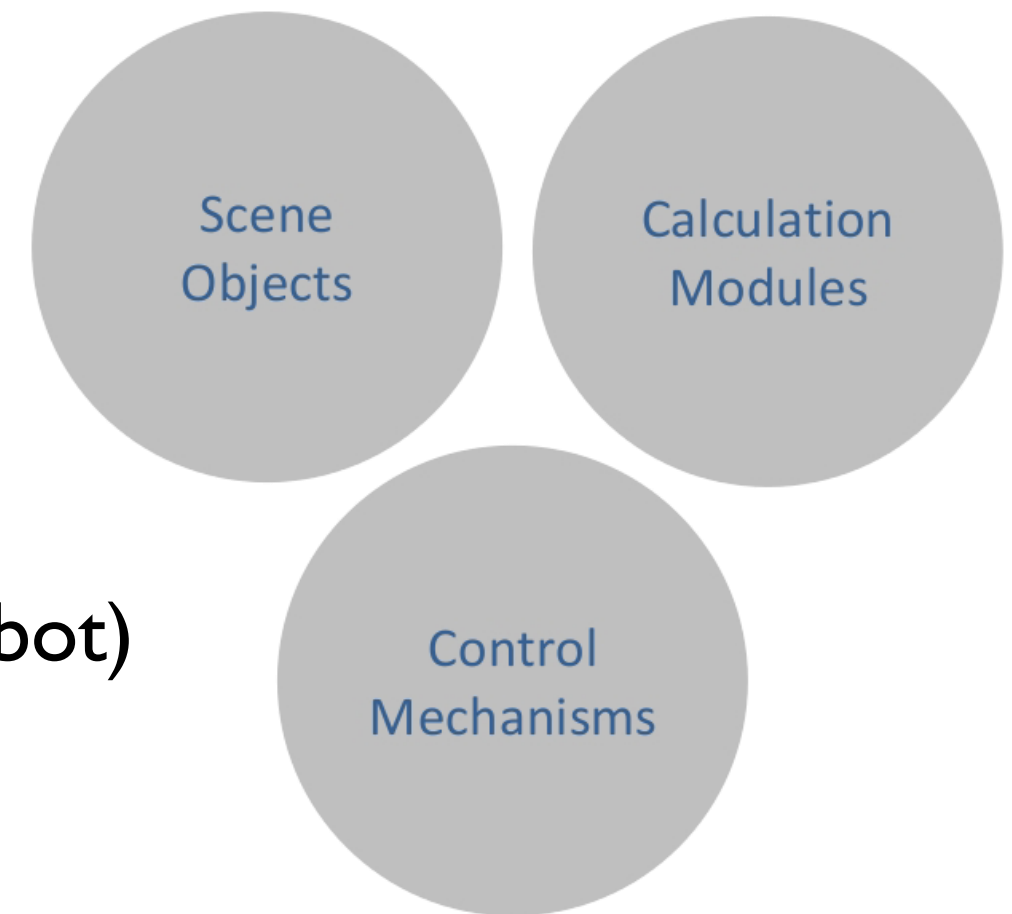 Scene
Objects
Calculation
Modules
bot)
Control
Mechanisms